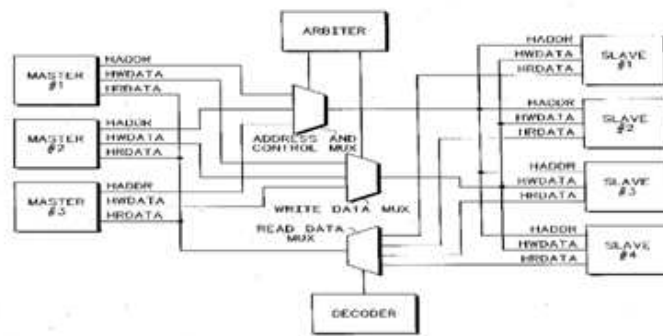 ARBITER
MASTER #1
HADDR
HWDATA
HRDATA
MASTER #2
HADDR
HWDATA
HRDATA
MASTER #3
HADDR
HWDATA
HRDATA
ADDRESS AND
CONTROL MUX
WRITE DATA MUX
READ DATA
MUX
DECODER
HADDR
HWDATA
HRDATA
SLAVE
#1
HADDR
HWDATA
HRDATA
SLAVE
#2
HADDR
HWDATA
HRDATA
SLAVE
#3
HADDR
HWDATA
HRDATA
SLAVE
#4